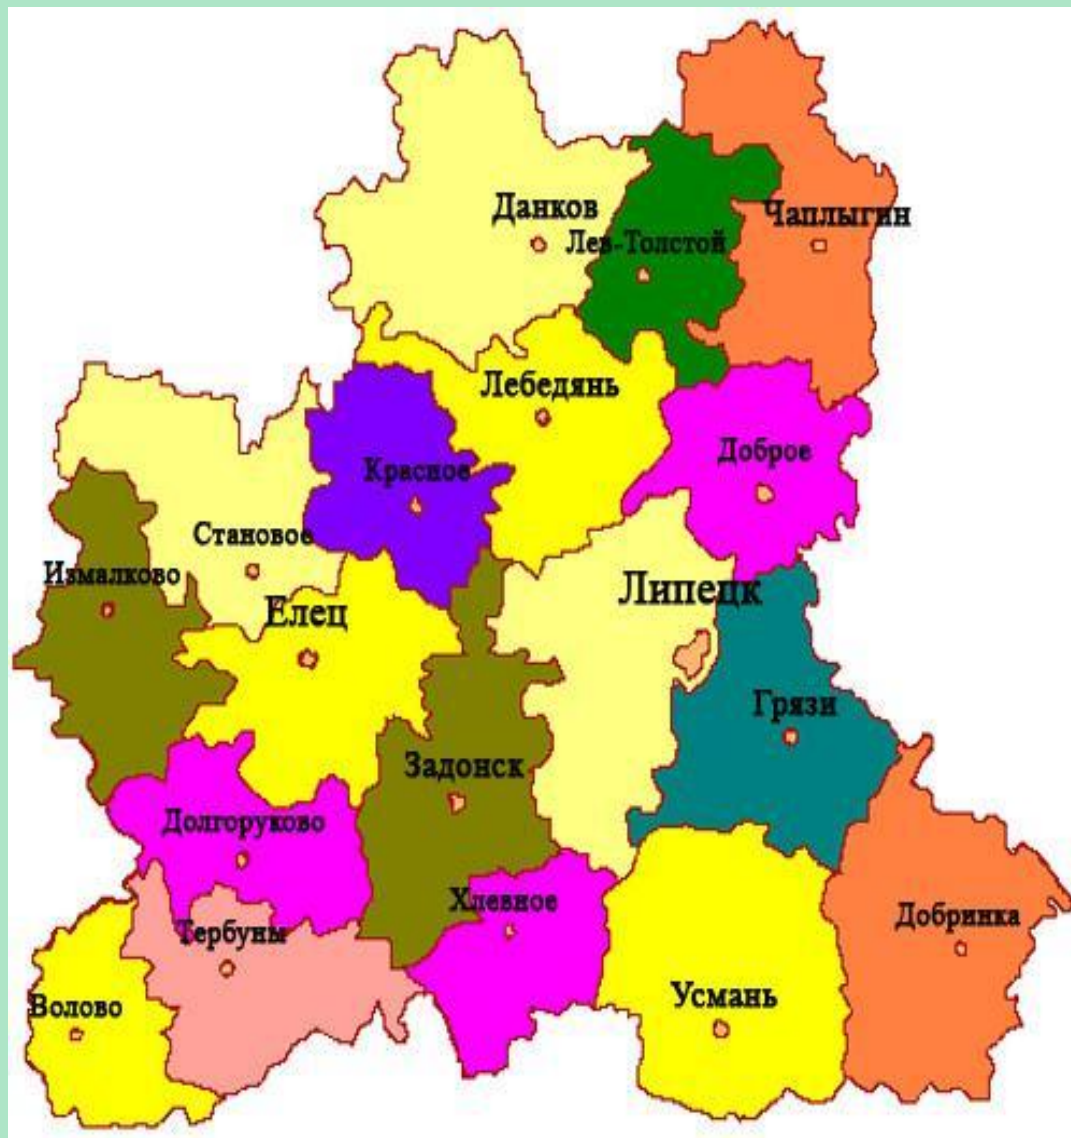 Данков
Чаплыгин
Лев-Толстой
Лебедянь
Доброе
Красное
Становое
Измалково
Липецк
Елец
Грязи
Задонск
Долгоруково
Хлевное
Добринка
Тербуны
Усмань
Волово